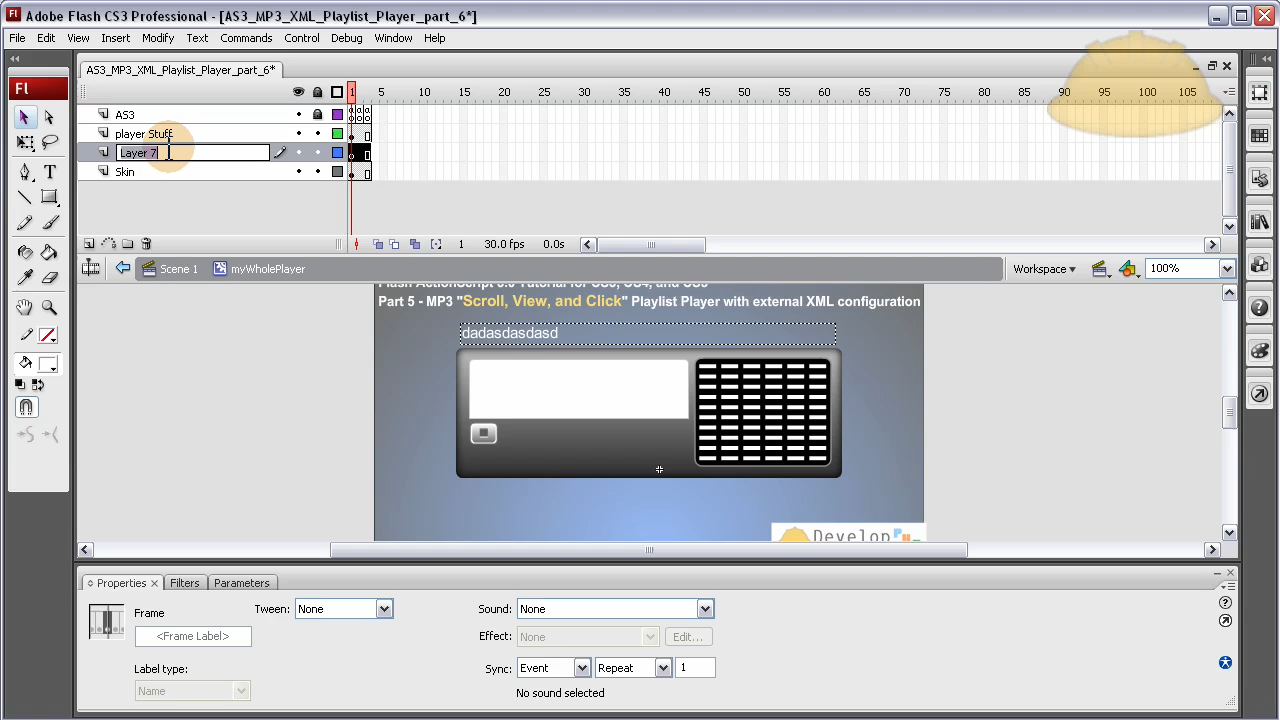 Adobe Flash CS3 Professional - [AS3_MP3_XML_Playlist_Player_part_6*]
File Edit View Insert Modify Text Commands Control Debug Window Help
AS3_MP3_XML_Playlist_Player_part_6*
Fl
1 5 10 15 20 25 30 35 40 45 50 55 60 65 70 75 80 85 90 95 100 105
AS3
player Stuff
Layer 7
Skin
1 30.0 fps 0.0s
Scene 1 myWholePlayer Workspace 100%
Part 5 - MP3 "Scroll, View, and Click" Playlist Player with external XML configuration
dadasdasdasd
Develop
Properties Filters Parameters
Frame Tween: None Sound: None
<Frame Label> Effect: None Edit...
Label type: Sync: Event Repeat 1
Name No sound selected